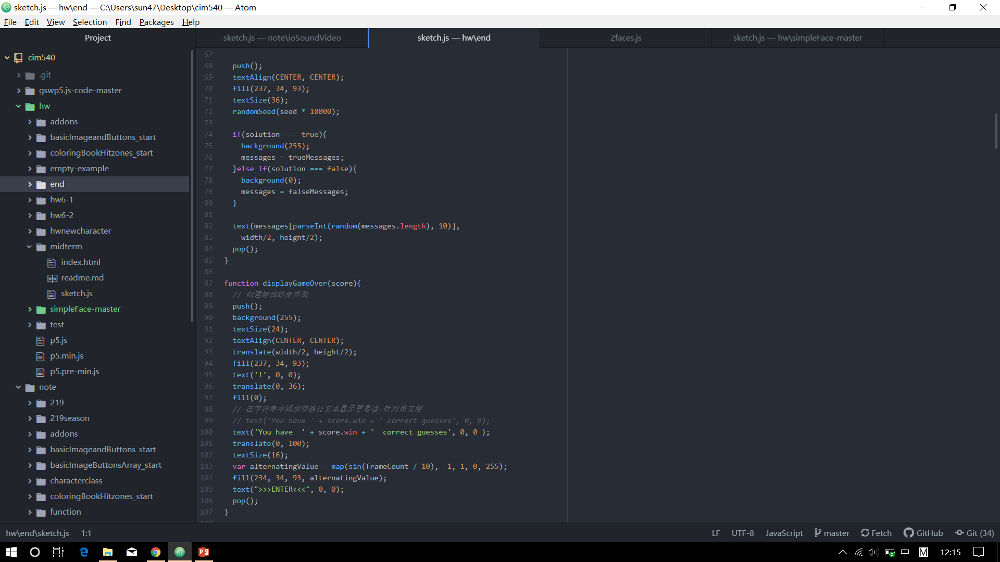 sketch.js — hw\end — C:\Users\sun47\Desktop\cim540 — Atom
File Edit View Selection Find Packages Help
Project
sketch.js — note\ioSoundVideo
sketch.js — hw\end
2faces.js
sketch.js — hw\simpleFace-master
cim540
.git
gswp5.js-code-master
hw
addons
basicImageandButtons_start
coloringBookHitzones_start
empty-example
end
hw6-1
hw6-2
hwnewcharacter
midterm
index.html
readme.md
sketch.js
simpleFace-master
test
p5.js
p5.min.js
p5.pre-min.js
note
219
219season
addons
basicImageandButtons_start
basicImageButtonsArray_start
characterclass
coloringBookHitzones_start
function
67
68 push();
69 textAlign(CENTER, CENTER);
70 fill(237, 34, 93);
71 textSize(36);
72 randomSeed(seed * 10000);
73
74 if(solution === true){
75 background(255);
76 messages = trueMessages;
77 }else if(solution === false){
78 background(0);
79 messages = falseMessages;
80 }
81
82 text(messages[parseInt(random(messages.length), 10)],
83 width/2, height/2);
84 pop();
85 }
86
87 function displayGameOver(score){
88 // 创建游戏结束界面
89 push();
90 background(255);
91 textSize(24);
92 textAlign(CENTER, CENTER);
93 translate(width/2, height/2);
94 fill(237, 34, 93);
95 text('!', 0, 0);
96 translate(0, 36);
97 fill(0);
98 // 在字符串中添加空格让文本显示更易读-针对英文版
99 // text('You have ' + score.win + ' correct guesses', 0, 0);
100 text('You have  ' + score.win + '  correct guesses', 0, 0 );
101 translate(0, 100);
102 textSize(16);
103 var alternatingValue = map(sin(frameCount / 10), -1, 1, 0, 255);
104 fill(234, 34, 93, alternatingValue);
105 text(">>>ENTER<<<", 0, 0);
106 pop();
107 }
hw\end\sketch.js 1:1
LF UTF-8 JavaScript master Fetch GitHub Git (34)
中 M 12:15